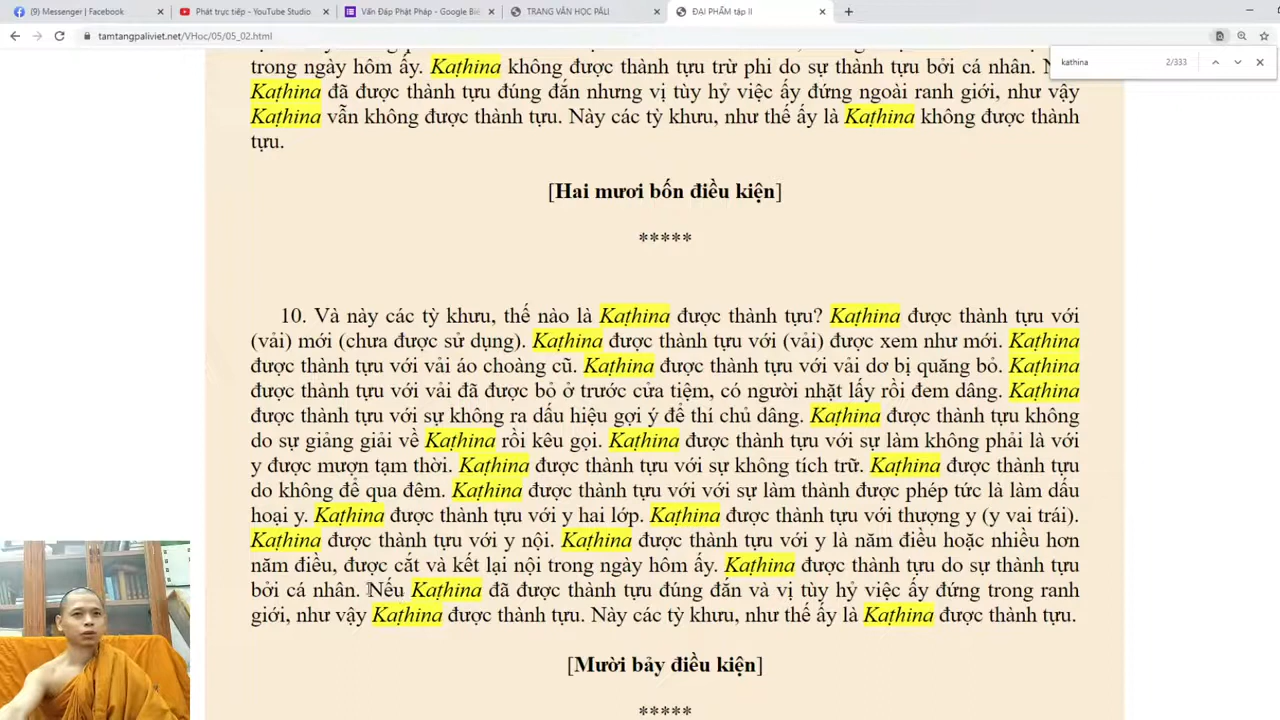 (9) Messenger | Facebook
Phát trực tiếp - YouTube Studio
Vấn Đáp Phật Pháp - Google Biể
TRANG VĂN HỌC PĀLI
ĐẠI PHẨM tập II
tamtangpaliviet.net/VHoc/05/05_02.html
kathina 2/333
trong ngày hôm ấy. Kaṭhina không được thành tựu trừ phi do sự thành tựu bởi cá nhân.
Kaṭhina đã được thành tựu đúng đắn nhưng vị tùy hỷ việc ấy đứng ngoài ranh giới, như vậy
Kaṭhina vẫn không được thành tựu. Này các tỳ khưu, như thế ấy là Kaṭhina không được thành
tựu.
[Hai mươi bốn điều kiện]
*****
10. Và này các tỳ khưu, thế nào là Kaṭhina được thành tựu? Kaṭhina được thành tựu với
(vải) mới (chưa được sử dụng). Kaṭhina được thành tựu với (vải) được xem như mới. Kaṭhina
được thành tựu với vải áo choàng cũ. Kaṭhina được thành tựu với vải dơ bị quăng bỏ. Kaṭhina
được thành tựu với vải đã được bỏ ở trước cửa tiệm, có người nhặt lấy rồi đem dâng. Kaṭhina
được thành tựu với sự không ra dấu hiệu gợi ý để thí chủ dâng. Kaṭhina được thành tựu không
do sự giảng giải về Kaṭhina rồi kêu gọi. Kaṭhina được thành tựu với sự làm không phải là với
y được mượn tạm thời. Kaṭhina được thành tựu với sự không tích trữ. Kaṭhina được thành tựu
do không để qua đêm. Kaṭhina được thành tựu với với sự làm thành được phép tức là làm dấu
hoại y. Kaṭhina được thành tựu với y hai lớp. Kaṭhina được thành tựu với thượng y (y vai trái).
Kaṭhina được thành tựu với y nội. Kaṭhina được thành tựu với y là năm điều hoặc nhiều hơn
năm điều, được cắt và kết lại nội trong ngày hôm ấy. Kaṭhina được thành tựu do sự thành tựu
bởi cá nhân. Nếu Kaṭhina đã được thành tựu đúng đắn và vị tùy hỷ việc ấy đứng trong ranh
giới, như vậy Kaṭhina được thành tựu. Này các tỳ khưu, như thế ấy là Kaṭhina được thành tựu.
[Mười bảy điều kiện]
*****